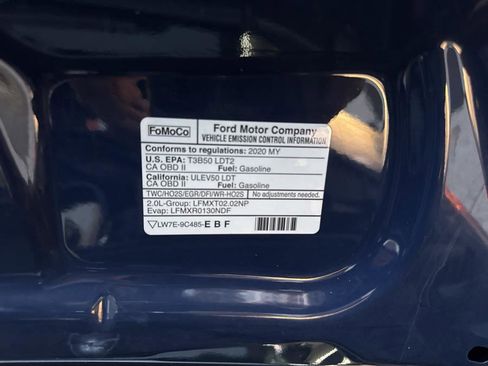 FoMoCo
Ford Motor Company
VEHICLE EMISSION CONTROL INFORMATION
Conforms to regulations: 2020 MY
U.S. EPA: T3B50 LDT2
CA OBD II Fuel: Gasoline
California: ULEV50 LDT
CA OBD II Fuel: Gasoline
TWC/HO2S/EGR/DFI/WR-HO2S No adjustments needed.
2.0L-Group: LFMXT02.02NP
Evap: LFMXR0130NDF
LW7E-9C485-EBF